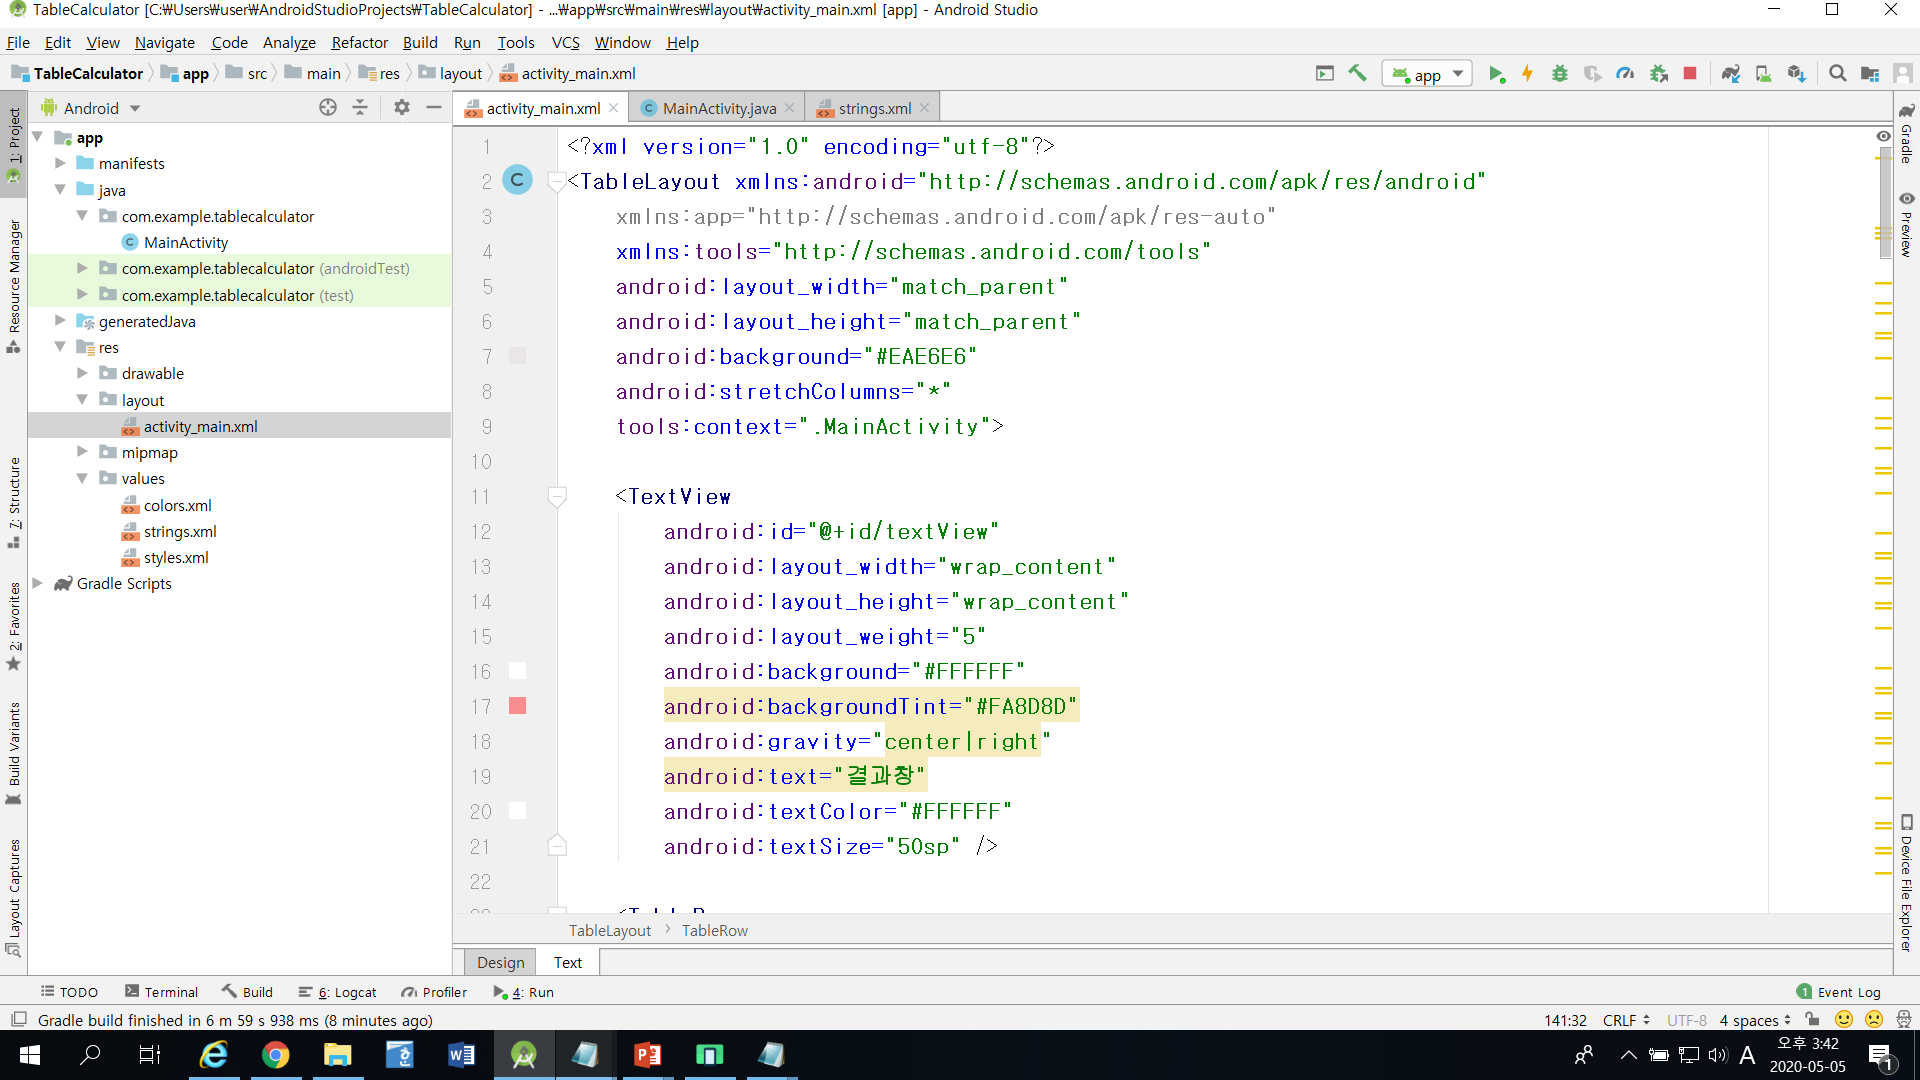 TableCalculator [C:₩Users₩user₩AndroidStudioProjects₩TableCalculator] - ...₩app₩src₩main₩res₩layout₩activity_main.xml [app] - Android Studio
File Edit View Navigate Code Analyze Refactor Build Run Tools VCS Window Help
TableCalculator app src main res layout activity_main.xml
app
Android
activity_main.xml MainActivity.java strings.xml
1: Project
Resource Manager
7: Structure
2: Favorites
Build Variants
Layout Captures
app
manifests
java
com.example.tablecalculator
MainActivity
com.example.tablecalculator (androidTest)
com.example.tablecalculator (test)
generatedJava
res
drawable
layout
activity_main.xml
mipmap
values
colors.xml
strings.xml
styles.xml
Gradle Scripts
1 <?xml version="1.0" encoding="utf-8"?>
2 C <TableLayout xmlns:android="http://schemas.android.com/apk/res/android"
3 xmlns:app="http://schemas.android.com/apk/res-auto"
4 xmlns:tools="http://schemas.android.com/tools"
5 android:layout_width="match_parent"
6 android:layout_height="match_parent"
7 android:background="#EAE6E6"
8 android:stretchColumns="*"
9 tools:context=".MainActivity">
10
11 <TextView
12 android:id="@+id/textView"
13 android:layout_width="wrap_content"
14 android:layout_height="wrap_content"
15 android:layout_weight="5"
16 android:background="#FFFFFF"
17 android:backgroundTint="#FA8D8D"
18 android:gravity="center|right"
19 android:text="결과창"
20 android:textColor="#FFFFFF"
21 android:textSize="50sp" />
22
Gradle
Preview
Device File Explorer
TableLayout TableRow
Design Text
TODO Terminal Build 6: Logcat Profiler 4: Run 1 Event Log
Gradle build finished in 6 m 59 s 938 ms (8 minutes ago) 141:32 CRLF UTF-8 4 spaces
A 오후 3:42
2020-05-05
1